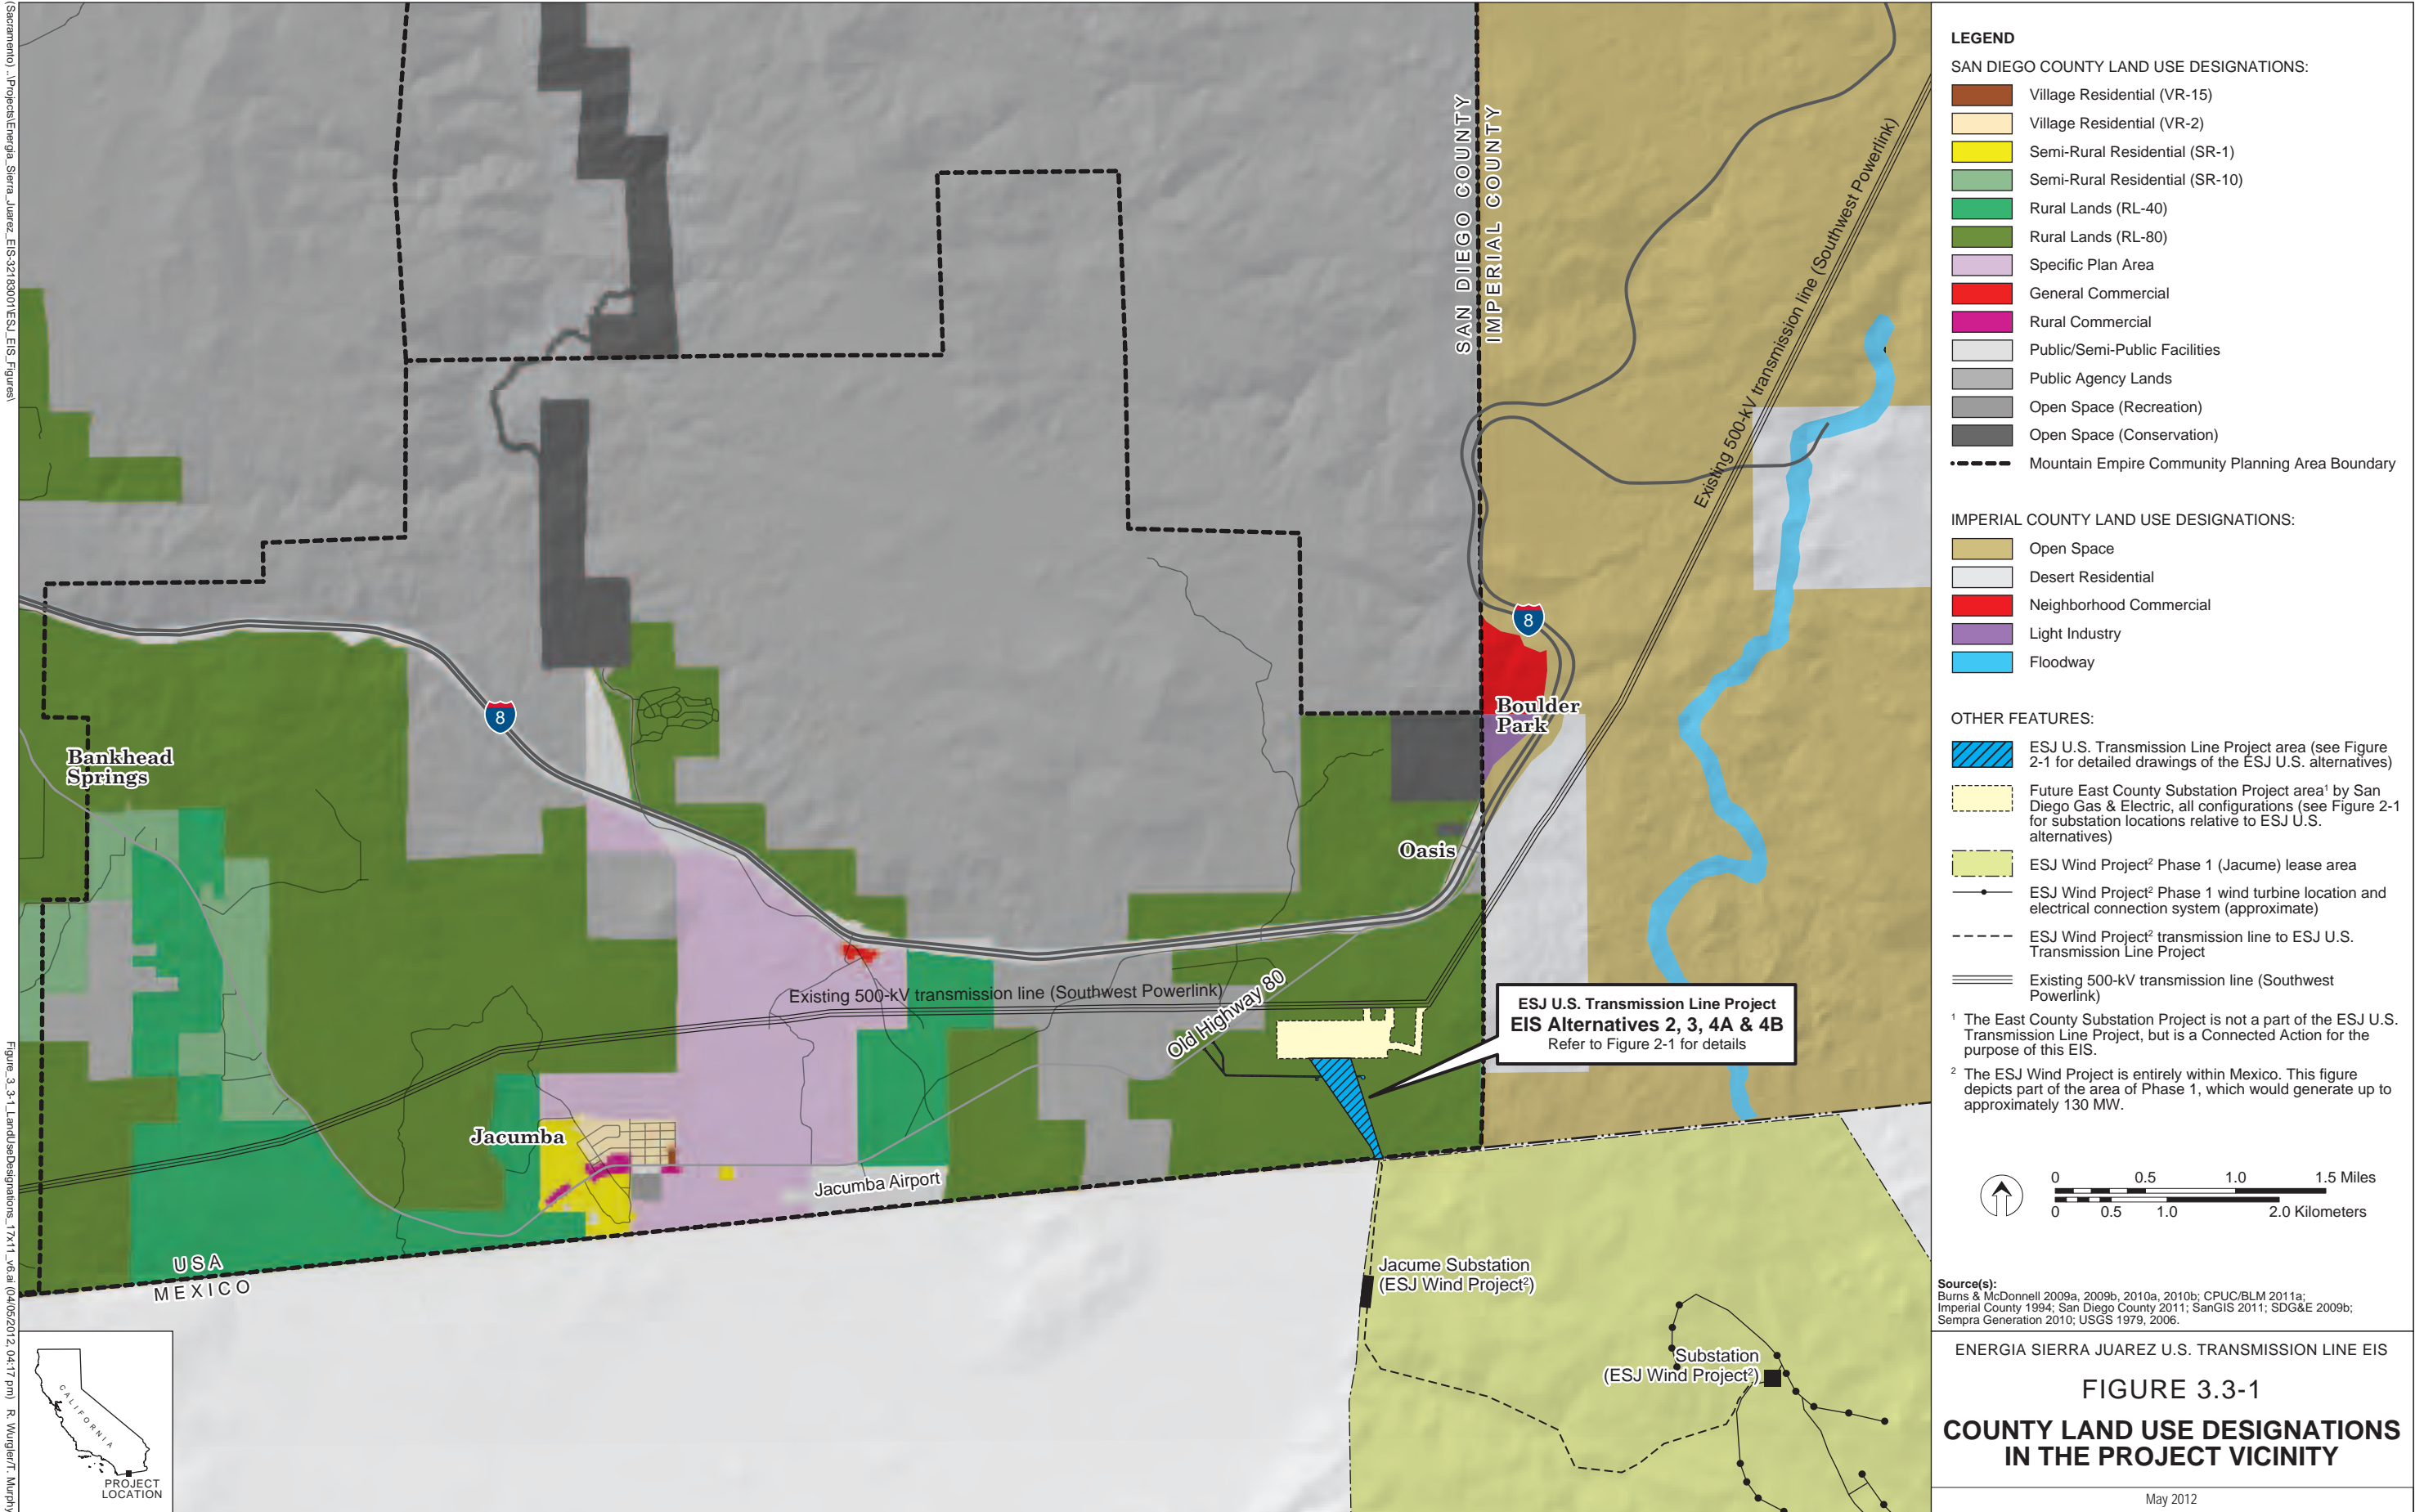 (Sacramento) ..\Projects\Energia_Sierra_Juarez_EIS-32183001\ESJ_EIS_Figures\
Figure_3_3-1_LandUseDesignations_17x11_v6.ai (04/05/2012, 04:17 pm) R. Wurgler/T. Murphy
SAN DIEGO COUNTY
IMPERIAL COUNTY
Existing 500-kV transmission line (Southwest Powerlink)
8
8
Boulder
Park
Bankhead
Springs
Oasis
Existing 500-kV transmission line (Southwest Powerlink)
Old Highway 80
ESJ U.S. Transmission Line Project
EIS Alternatives 2, 3, 4A & 4B
Refer to Figure 2-1 for details
Jacumba
Jacumba Airport
USA
MEXICO
Jacume Substation
(ESJ Wind Project²)
Substation
(ESJ Wind Project²)
CALIFORNIA
PROJECT
LOCATION
LEGEND
SAN DIEGO COUNTY LAND USE DESIGNATIONS:
Village Residential (VR-15)
Village Residential (VR-2)
Semi-Rural Residential (SR-1)
Semi-Rural Residential (SR-10)
Rural Lands (RL-40)
Rural Lands (RL-80)
Specific Plan Area
General Commercial
Rural Commercial
Public/Semi-Public Facilities
Public Agency Lands
Open Space (Recreation)
Open Space (Conservation)
Mountain Empire Community Planning Area Boundary
IMPERIAL COUNTY LAND USE DESIGNATIONS:
Open Space
Desert Residential
Neighborhood Commercial
Light Industry
Floodway
OTHER FEATURES:
ESJ U.S. Transmission Line Project area (see Figure
2-1 for detailed drawings of the ESJ U.S. alternatives)
Future East County Substation Project area¹ by San
Diego Gas & Electric, all configurations (see Figure 2-1
for substation locations relative to ESJ U.S.
alternatives)
ESJ Wind Project² Phase 1 (Jacume) lease area
ESJ Wind Project² Phase 1 wind turbine location and
electrical connection system (approximate)
ESJ Wind Project² transmission line to ESJ U.S.
Transmission Line Project
Existing 500-kV transmission line (Southwest
Powerlink)
¹ The East County Substation Project is not a part of the ESJ U.S.
Transmission Line Project, but is a Connected Action for the
purpose of this EIS.
² The ESJ Wind Project is entirely within Mexico. This figure
depicts part of the area of Phase 1, which would generate up to
approximately 130 MW.
0 0.5 1.0 1.5 Miles
0 0.5 1.0 2.0 Kilometers
Source(s):
Burns & McDonnell 2009a, 2009b, 2010a, 2010b; CPUC/BLM 2011a;
Imperial County 1994; San Diego County 2011; SanGIS 2011; SDG&E 2009b;
Sempra Generation 2010; USGS 1979, 2006.
ENERGIA SIERRA JUAREZ U.S. TRANSMISSION LINE EIS
FIGURE 3.3-1
COUNTY LAND USE DESIGNATIONS
IN THE PROJECT VICINITY
May 2012